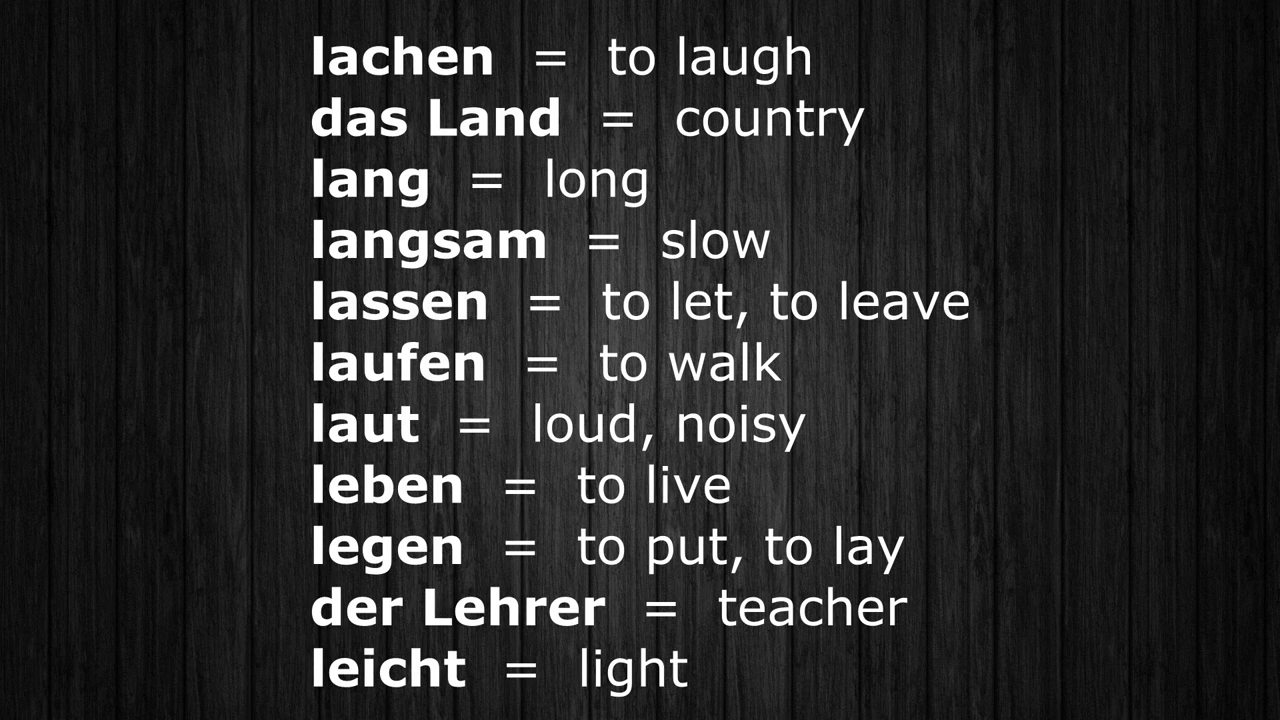 lachen = to laugh
das Land = country
lang = long
langsam = slow
lassen = to let, to leave
laufen = to walk
laut = loud, noisy
leben = to live
legen = to put, to lay
der Lehrer = teacher
leicht = light